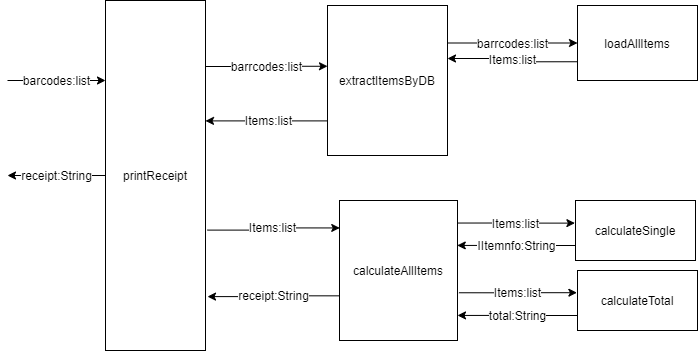 barrcodes:list
loadAllItems
Items:list
barrcodes:list
extractItemsByDB
barcodes:list
Items:list
receipt:String
printReceipt
Items:list
Items:list
calculateSingle
IItemnfo:String
calculateAllItems
receipt:String
Items:list
calculateTotal
total:String